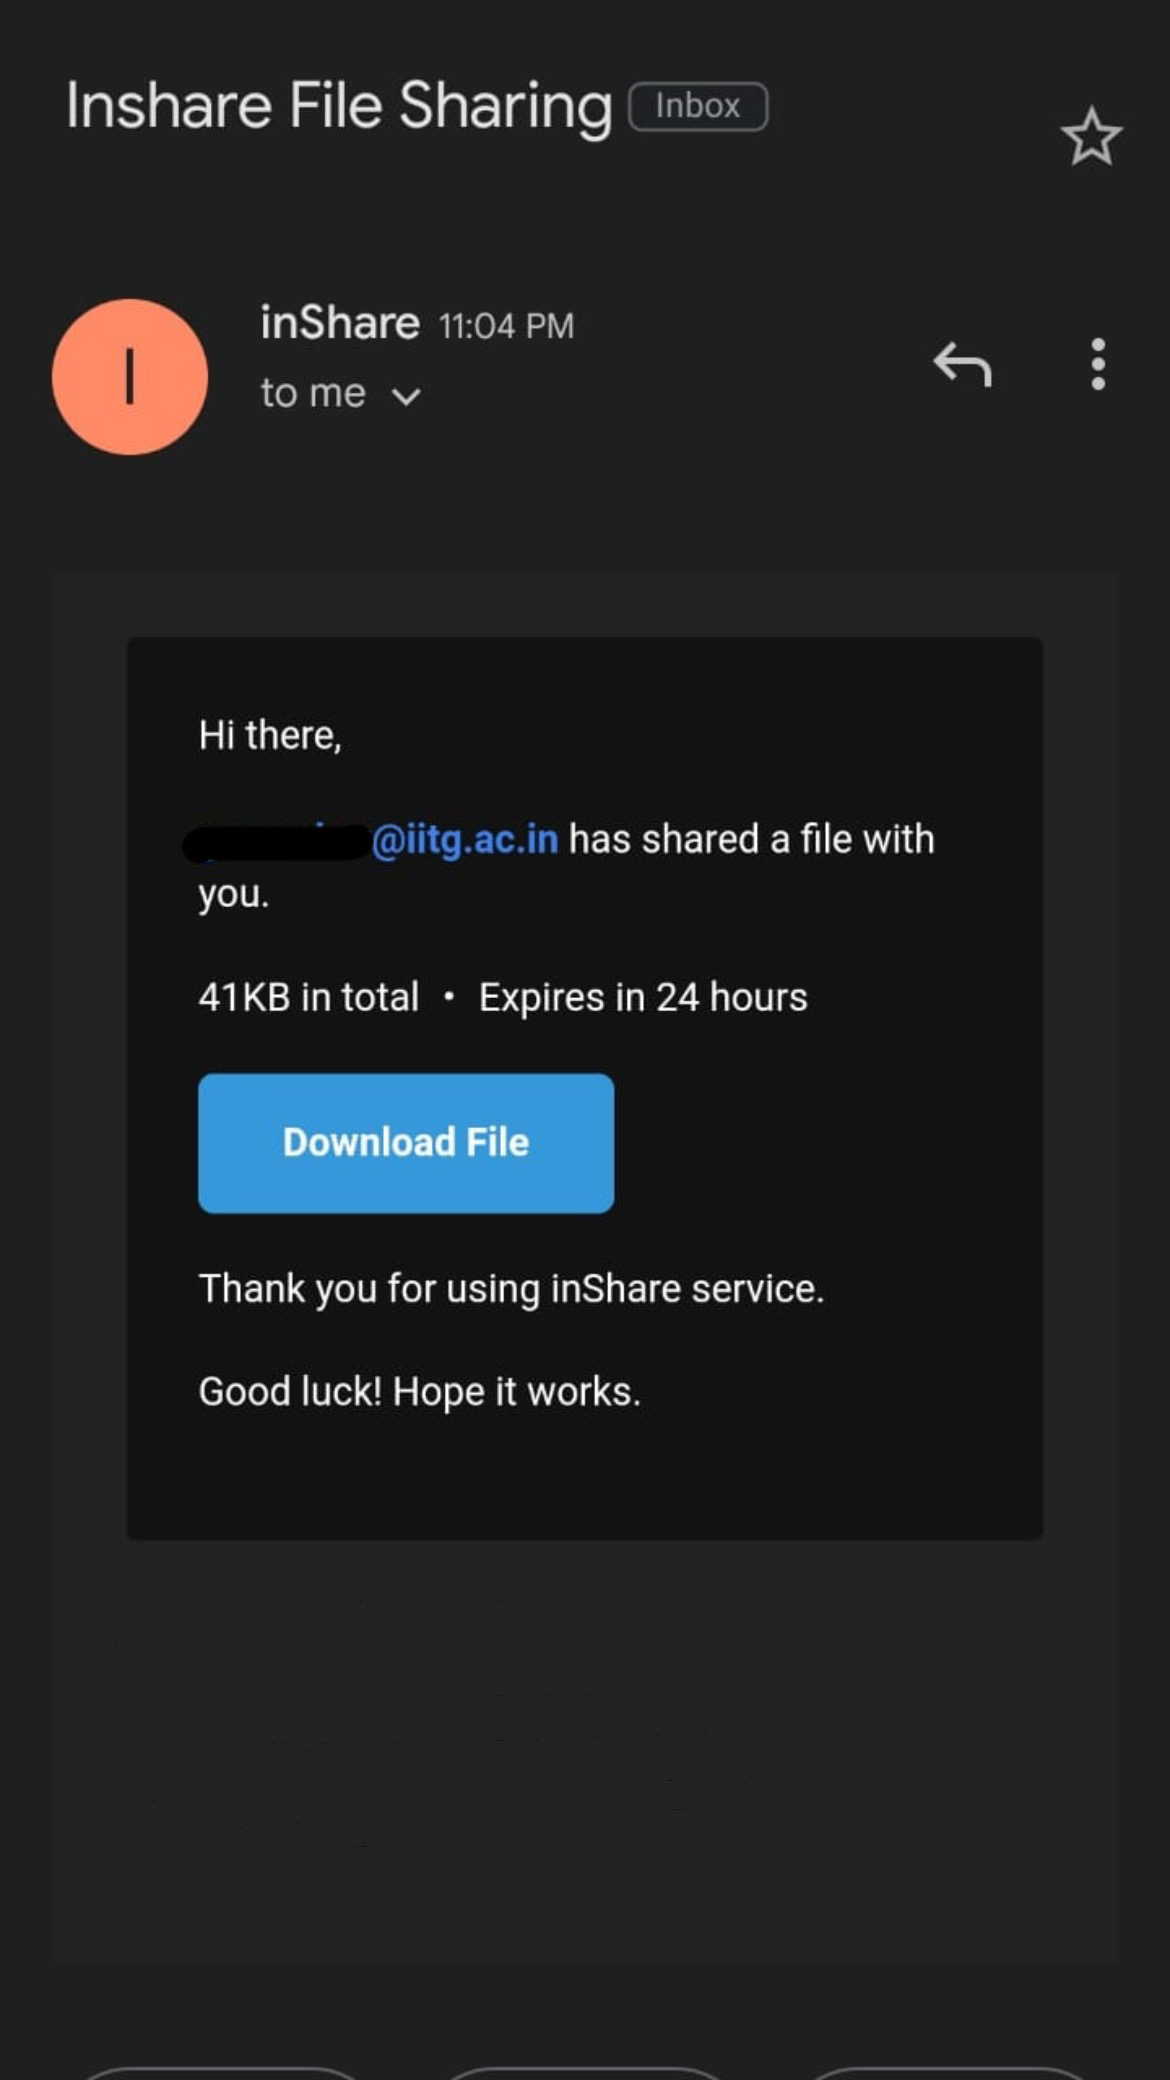 Inshare File Sharing Inbox
I
inShare 11:04 PM
to me
Hi there,
@iitg.ac.in has shared a file with
you.
41KB in total • Expires in 24 hours
Download File
Thank you for using inShare service.
Good luck! Hope it works.